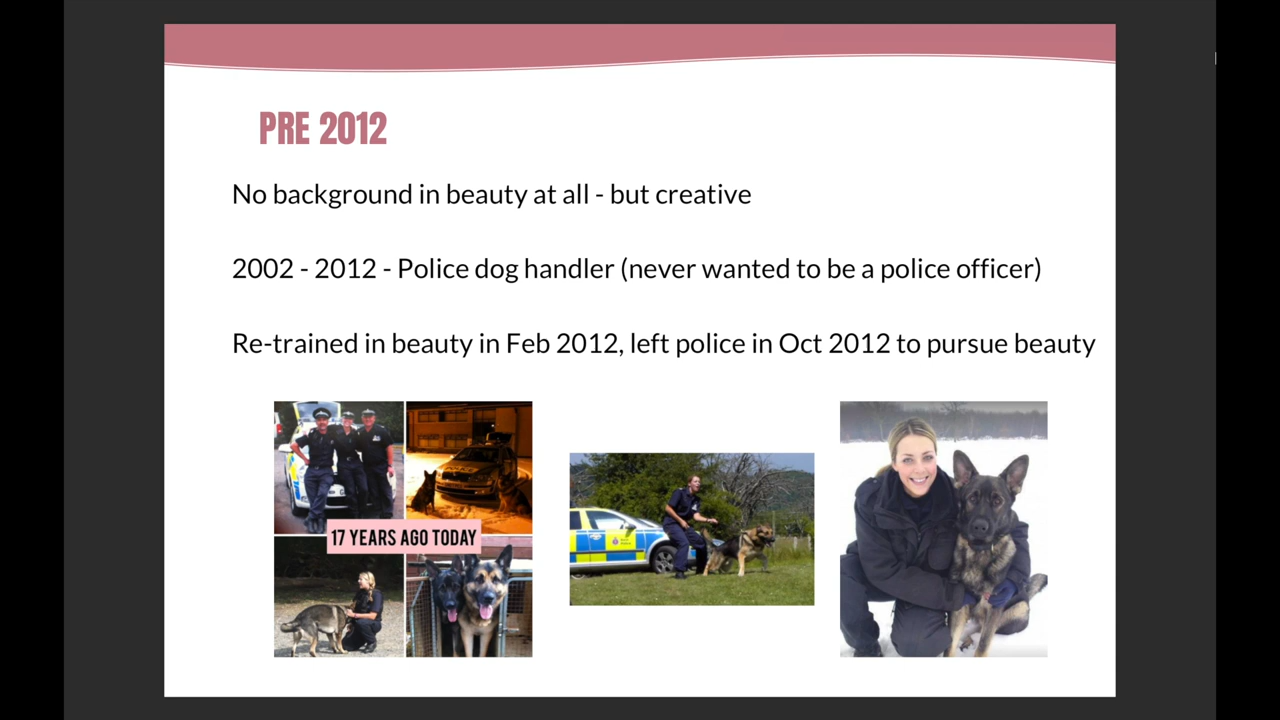 PRE 2012
No background in beauty at all - but creative
2002 - 2012 - Police dog handler (never wanted to be a police officer)
Re-trained in beauty in Feb 2012, left police in Oct 2012 to pursue beauty
17 YEARS AGO TODAY